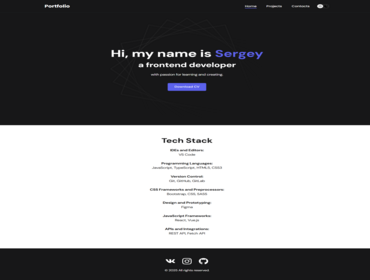 Portfolio
Home Projects Contacts
Hi, my name is Sergey
a frontend developer
with passion for learning and creating.
Download CV
Tech Stack
IDEs and Editors:
VS Code
Programming Languages:
JavaScript, TypeScript, HTML5, CSS3
Version Control:
Git, GitHub, GitLab
CSS Frameworks and Preprocessors:
Bootstrap, CSS, SASS
Design and Prototyping:
Figma
JavaScript Frameworks:
React, Vue.js
APIs and Integrations:
REST API, Fetch API
All rights reserved